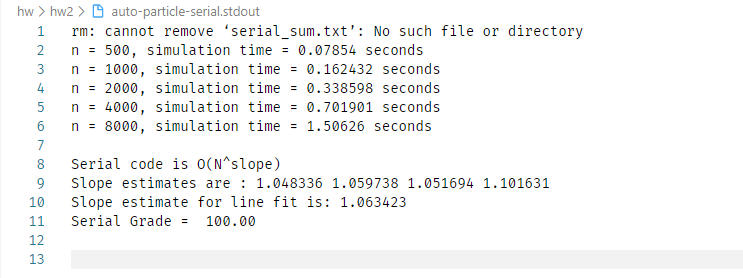 hw > hw2 > auto-particle-serial.stdout
1 rm: cannot remove ‘serial_sum.txt’: No such file or directory
2 n = 500, simulation time = 0.07854 seconds
3 n = 1000, simulation time = 0.162432 seconds
4 n = 2000, simulation time = 0.338598 seconds
5 n = 4000, simulation time = 0.701901 seconds
6 n = 8000, simulation time = 1.50626 seconds
7
8 Serial code is O(N^slope)
9 Slope estimates are : 1.048336 1.059738 1.051694 1.101631
10 Slope estimate for line fit is: 1.063423
11 Serial Grade =  100.00
12
13